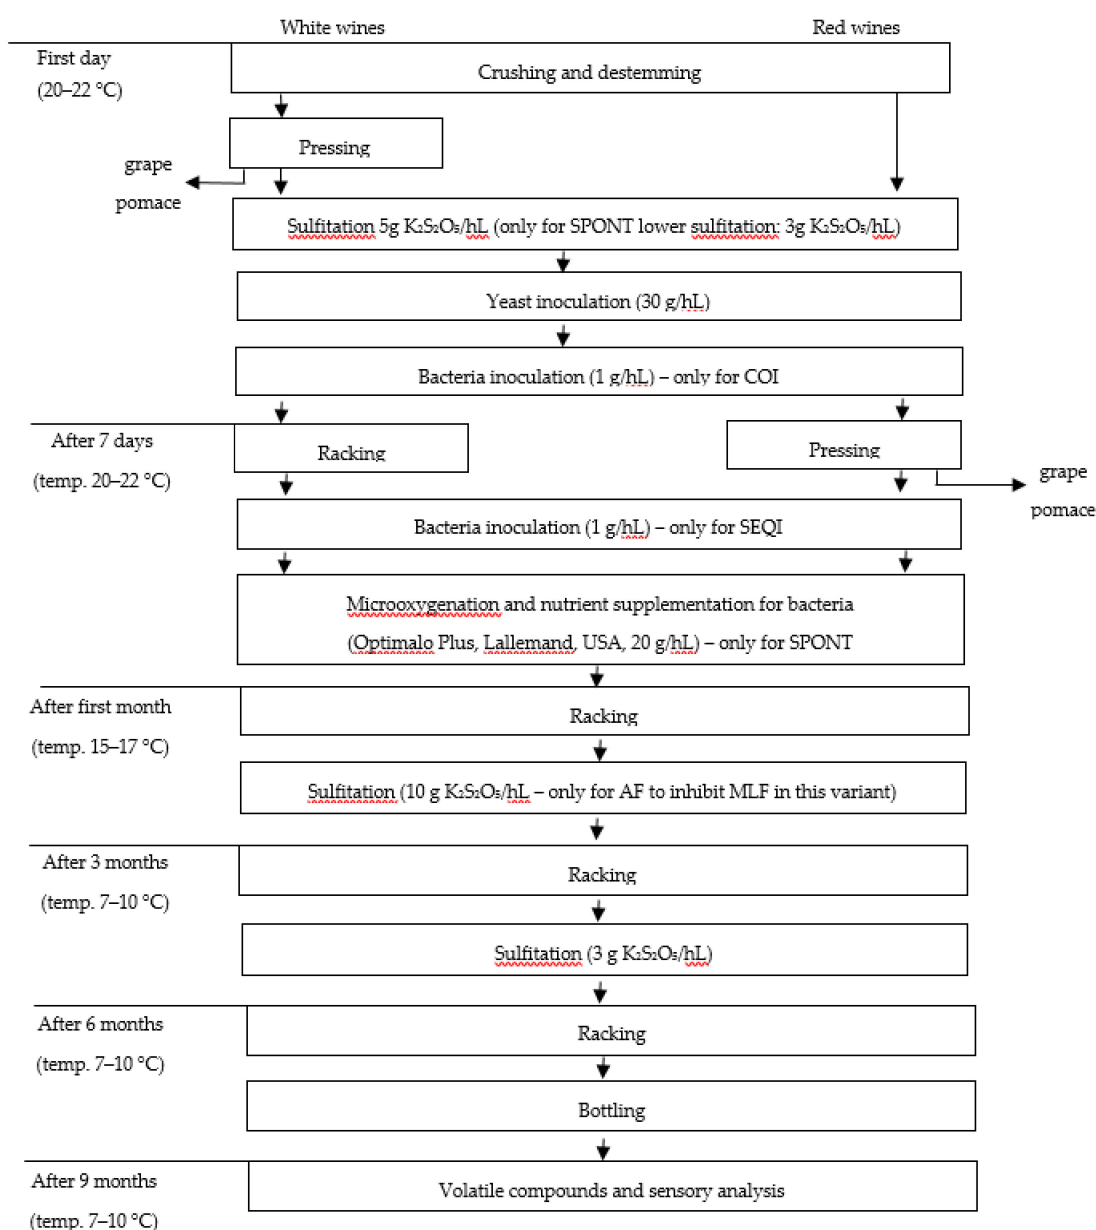 White wines
Red wines
First day
(20–22 °C)
Crushing and destemming
Pressing
grape
pomace
Sulfitation 5g K₂S₂O₅/hL (only for SPONT lower sulfitation: 3g K₂S₂O₅/hL)
Yeast inoculation (30 g/hL)
Bacteria inoculation (1 g/hL) – only for COI
After 7 days
(temp. 20–22 °C)
Racking
Pressing
grape
pomace
Bacteria inoculation (1 g/hL) – only for SEQI
Microoxygenation and nutrient supplementation for bacteria
(Optimalo Plus, Lallemand, USA, 20 g/hL) – only for SPONT
After first month
(temp. 15–17 °C)
Racking
Sulfitation (10 g K₂S₂O₅/hL – only for AF to inhibit MLF in this variant)
After 3 months
(temp. 7–10 °C)
Racking
Sulfitation (3 g K₂S₂O₅/hL)
After 6 months
(temp. 7–10 °C)
Racking
Bottling
After 9 months
(temp. 7–10 °C)
Volatile compounds and sensory analysis